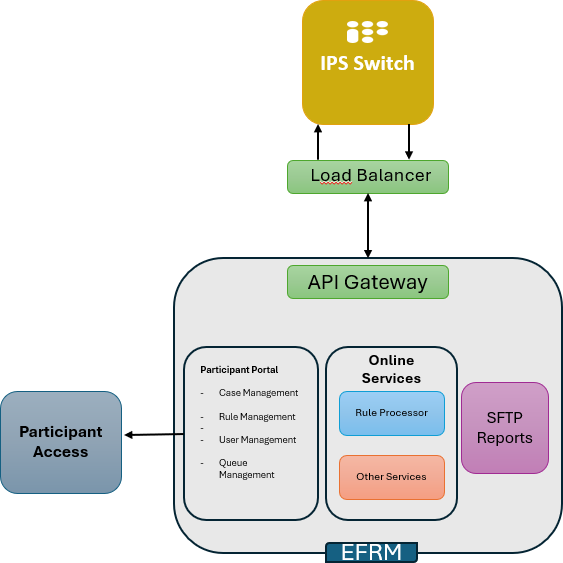 IPS Switch
Load Balancer
API Gateway
Participant Portal
- Case Management
- Rule Management
-
- User Management
- Queue
Management
Online
Services
Rule Processor
Other Services
SFTP
Reports
Participant
Access
EFRM